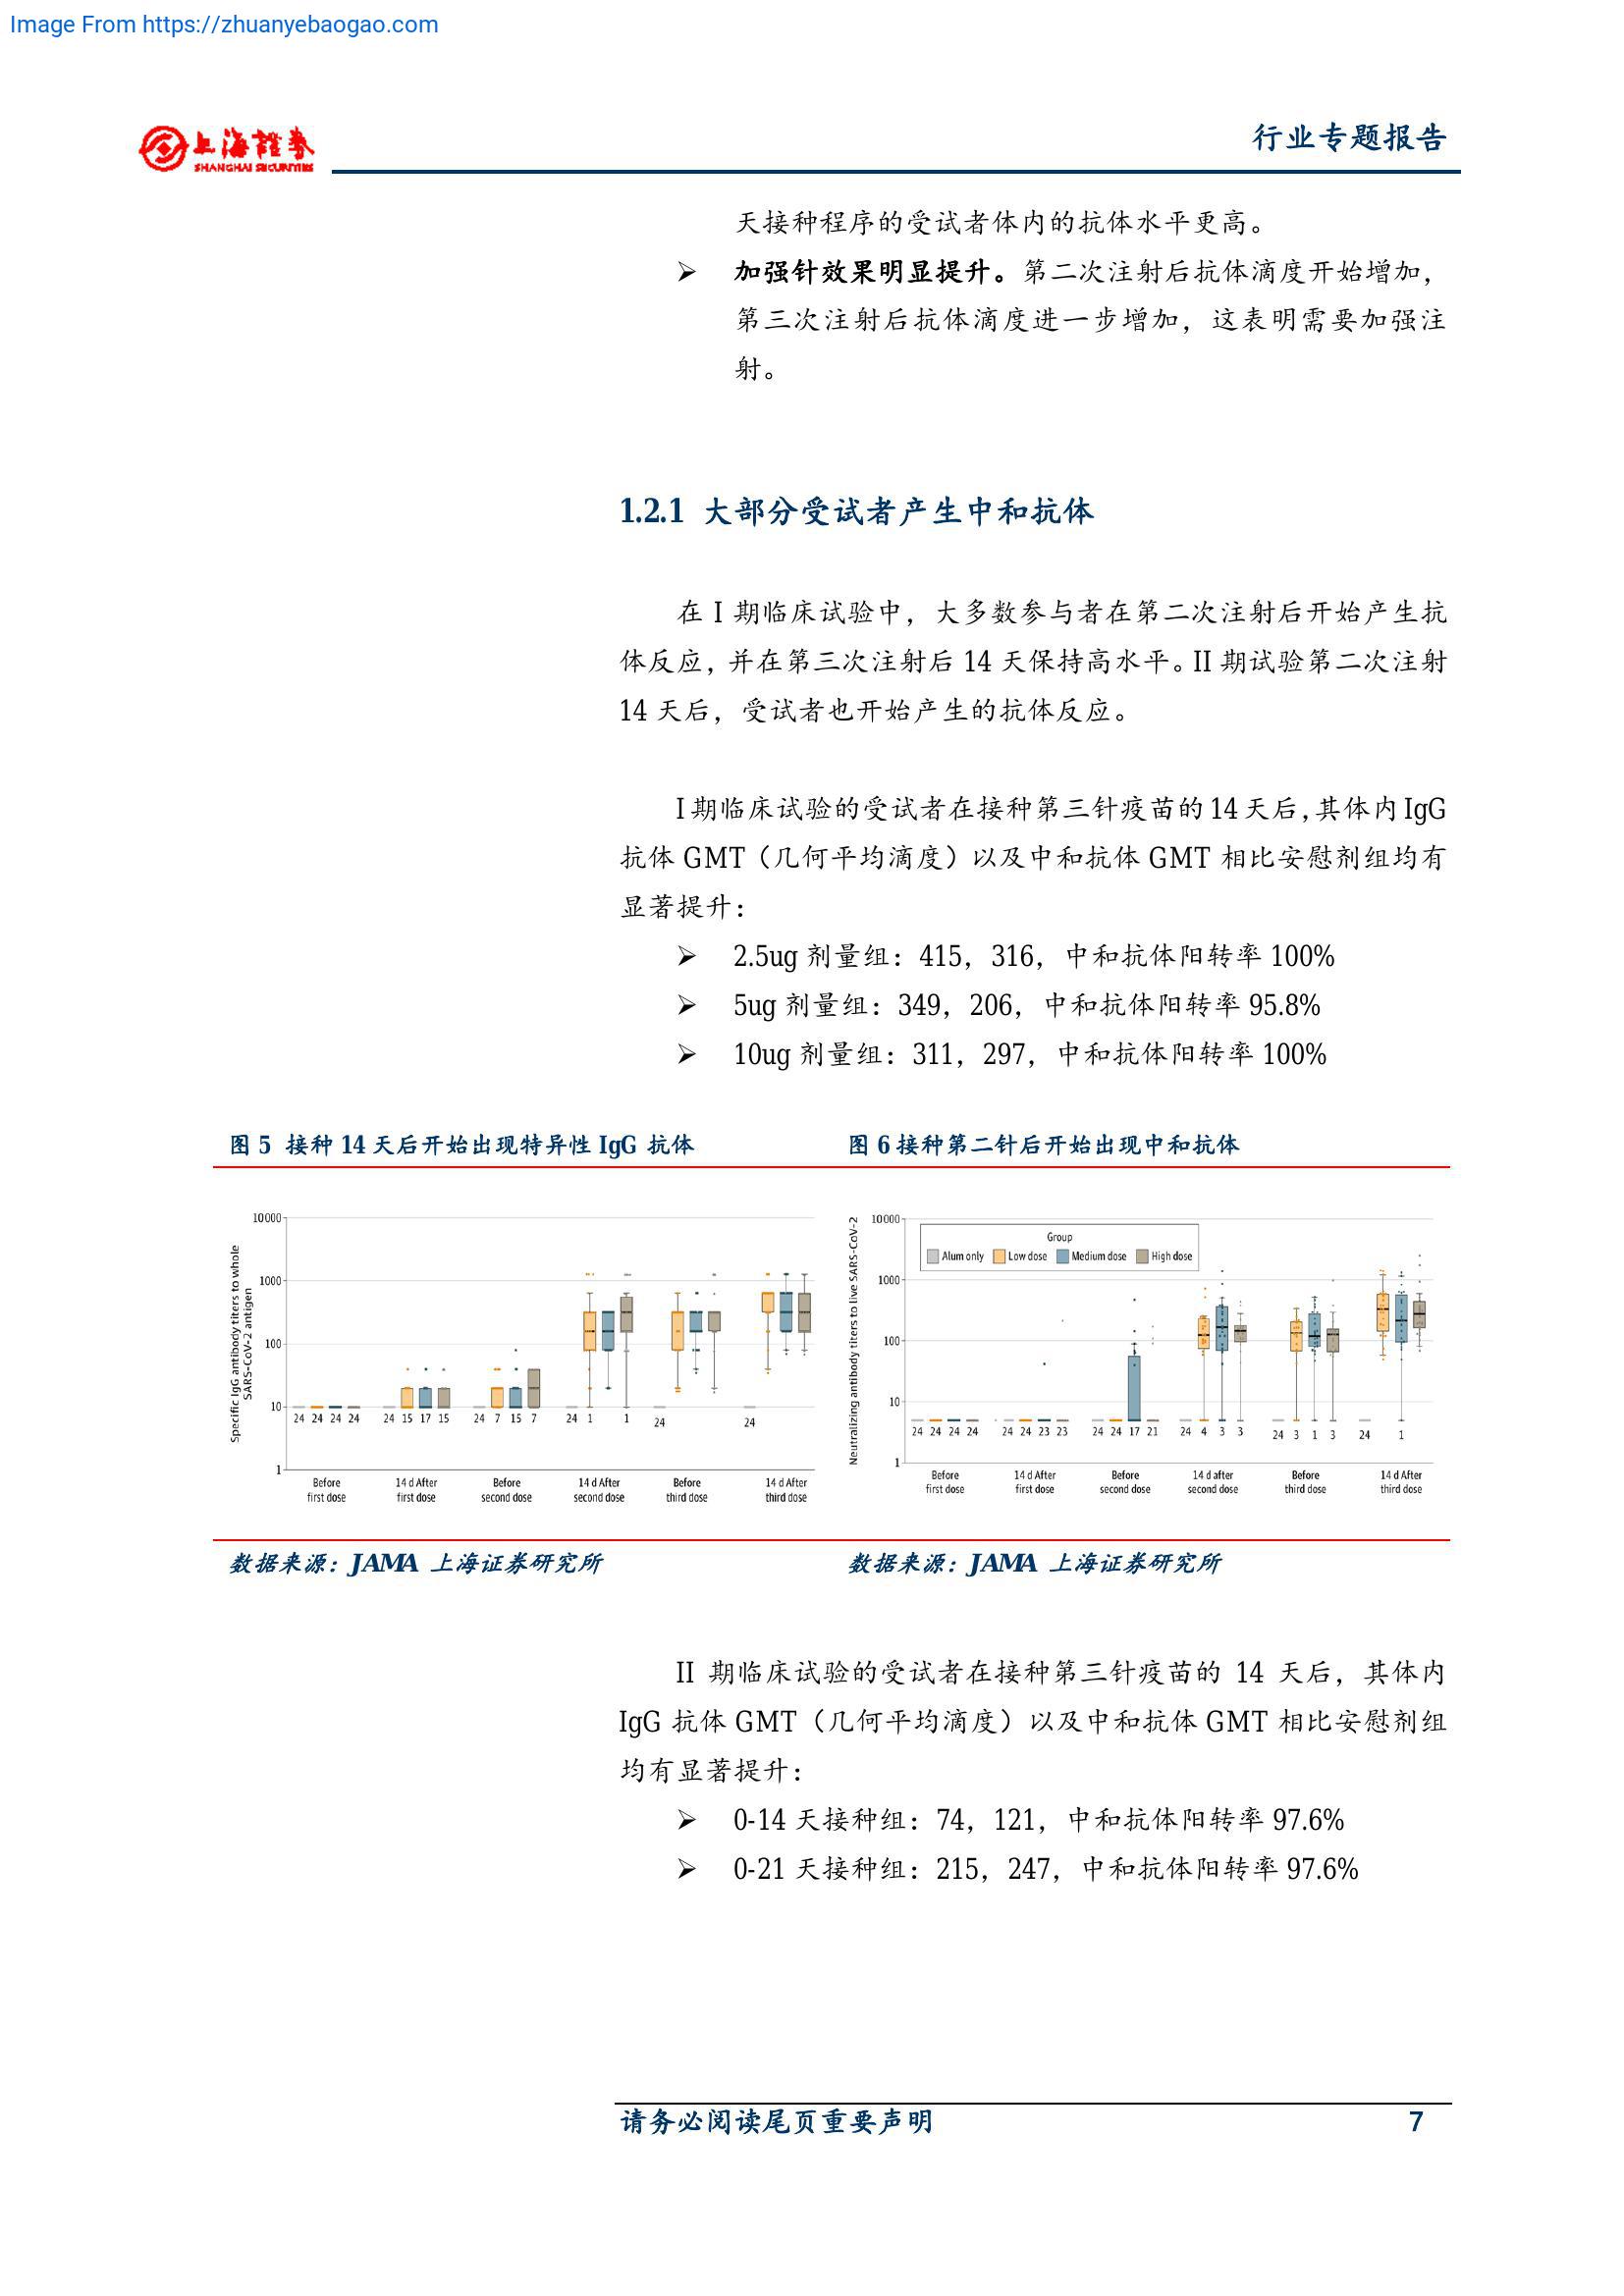 Image From https://zhuanyebaogao.com
上海證券
SHANGHAI SECURITIES
行业专题报告
天接种程序的受试者体内的抗体水平更高。
➢ 加强针效果明显提升。第二次注射后抗体滴度开始增加，
第三次注射后抗体滴度进一步增加，这表明需要加强注
射。
1.2.1 大部分受试者产生中和抗体
在 I 期临床试验中，大多数参与者在第二次注射后开始产生抗
体反应，并在第三次注射后 14 天保持高水平。II 期试验第二次注射
14 天后，受试者也开始产生的抗体反应。
I 期临床试验的受试者在接种第三针疫苗的 14 天后，其体内 IgG
抗体 GMT（几何平均滴度）以及中和抗体 GMT 相比安慰剂组均有
显著提升：
➢ 2.5ug 剂量组：415，316，中和抗体阳转率 100%
➢ 5ug 剂量组：349，206，中和抗体阳转率 95.8%
➢ 10ug 剂量组：311，297，中和抗体阳转率 100%
图 5 接种 14 天后开始出现特异性 IgG 抗体
Specific IgG antibody titers to whole
SARS-CoV-2 antigen
10000
1000
100
10
1
24 24 24 24 24 15 17 15 24 7 15 7 24 1 1 24 24
Before first dose
14 d After first dose
Before second dose
14 d After second dose
Before third dose
14 d After third dose
图 6 接种第二针后开始出现中和抗体
Neutralizing antibody titers to live SARS-CoV-2
10000
1000
100
10
1
Group
Alum only Low dose Medium dose High dose
24 24 24 24 24 24 23 23 24 24 17 21 24 4 3 3 24 3 1 3 24 1
Before first dose
14 d After first dose
Before second dose
14 d after second dose
Before third dose
14 d After third dose
数据来源：JAMA 上海证券研究所
数据来源：JAMA 上海证券研究所
II 期临床试验的受试者在接种第三针疫苗的 14 天后，其体内
IgG 抗体 GMT（几何平均滴度）以及中和抗体 GMT 相比安慰剂组
均有显著提升：
➢ 0-14 天接种组：74，121，中和抗体阳转率 97.6%
➢ 0-21 天接种组：215，247，中和抗体阳转率 97.6%
请务必阅读尾页重要声明
7